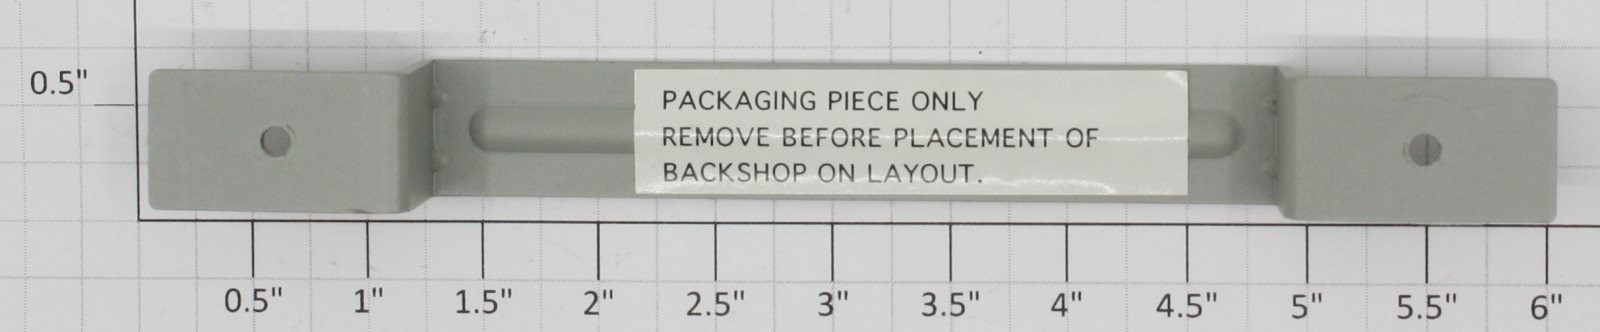 0.5"
PACKAGING PIECE ONLY
REMOVE BEFORE PLACEMENT OF
BACKSHOP ON LAYOUT.
0.5" 1" 1.5" 2" 2.5" 3" 3.5" 4" 4.5" 5" 5.5" 6"